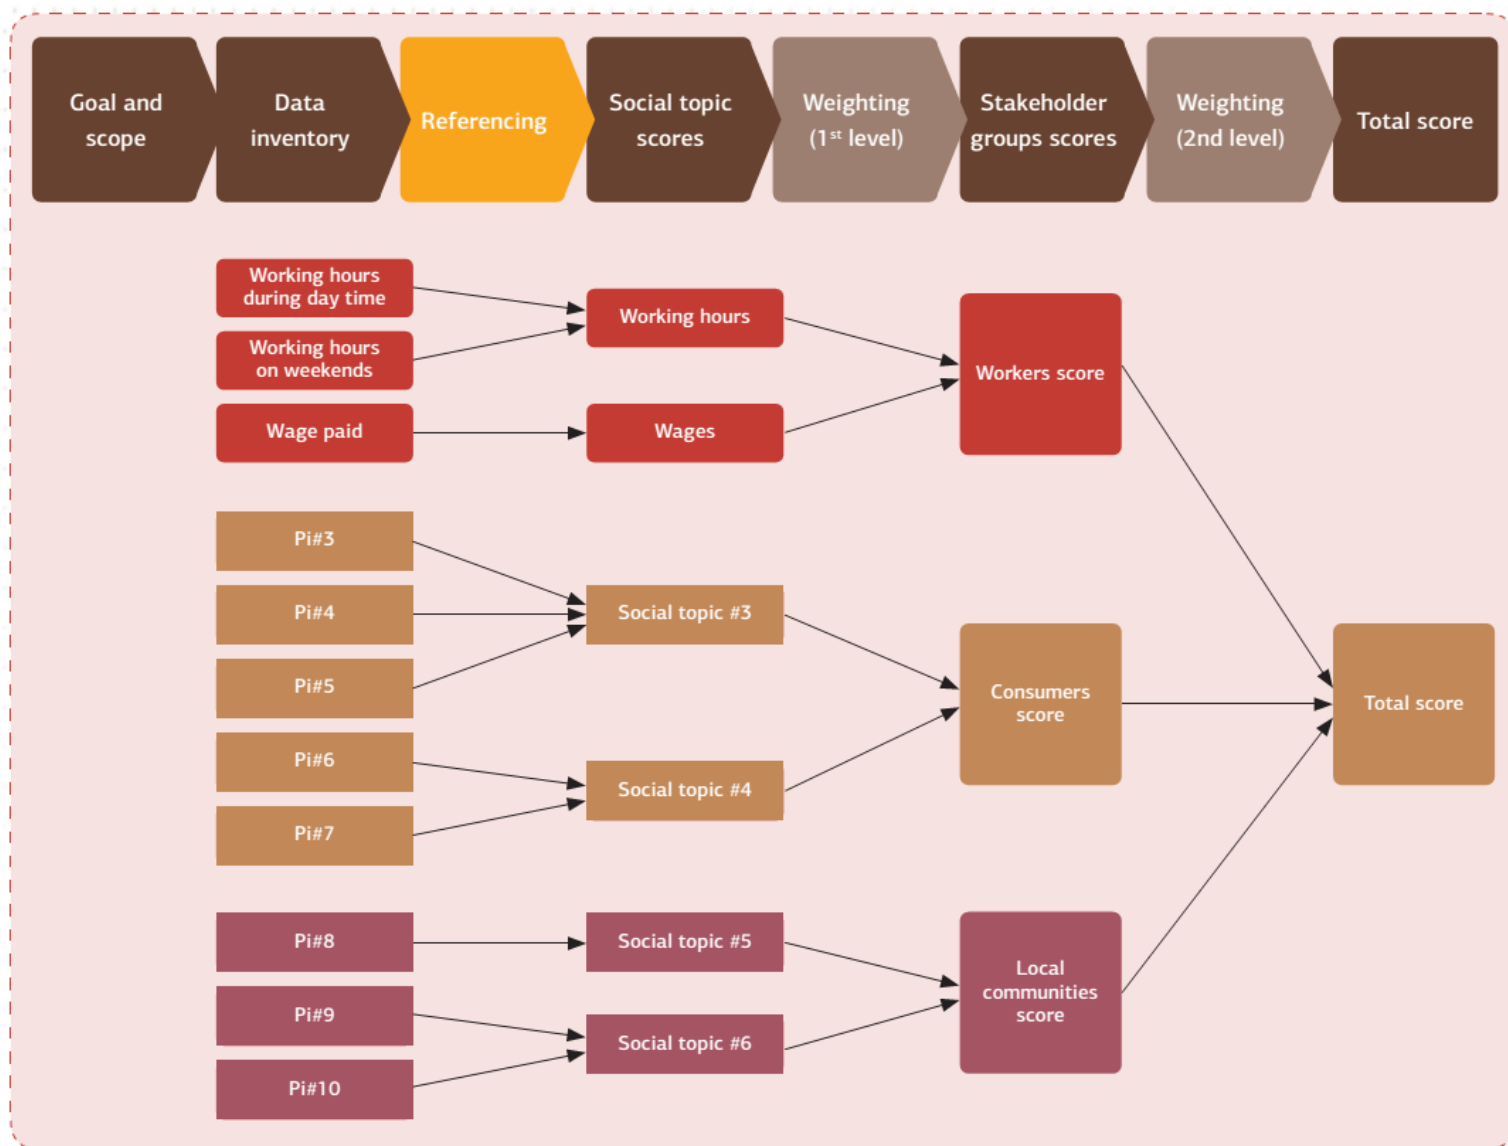 Goal and
scope
Data
inventory
Referencing
Social topic
scores
Weighting
(1st level)
Stakeholder
groups scores
Weighting
(2nd level)
Total score
Working hours
during day time
Working hours
on weekends
Wage paid
Working hours
Wages
Workers score
Pi#3
Pi#4
Pi#5
Pi#6
Pi#7
Social topic #3
Social topic #4
Consumers
score
Total score
Pi#8
Pi#9
Pi#10
Social topic #5
Social topic #6
Local
communities
score